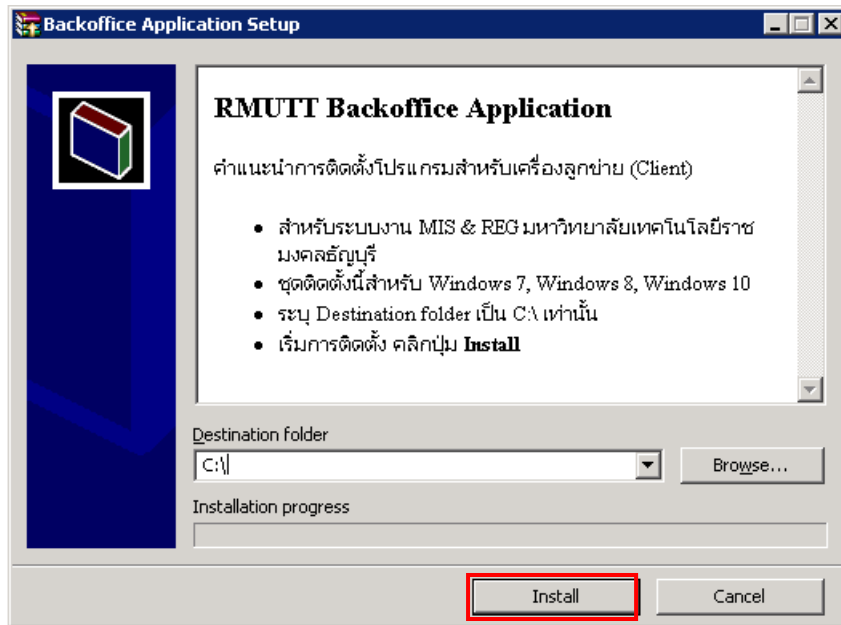 Backoffice Application Setup
RMUTT Backoffice Application
คำแนะนำการติดตั้งโปรแกรมสำหรับเครื่องลูกข่าย (Client)
• สำหรับระบบงาน MIS & REG มหาวิทยาลัยเทคโนโลยีราช
มงคลธัญบุรี
• ชุดติดตั้งนี้สำหรับ Windows 7, Windows 8, Windows 10
• ระบุ Destination folder เป็น C:\ เท่านั้น
• เริ่มการติดตั้ง คลิกปุ่ม Install
Destination folder
C:\
Browse...
Installation progress
Install
Cancel